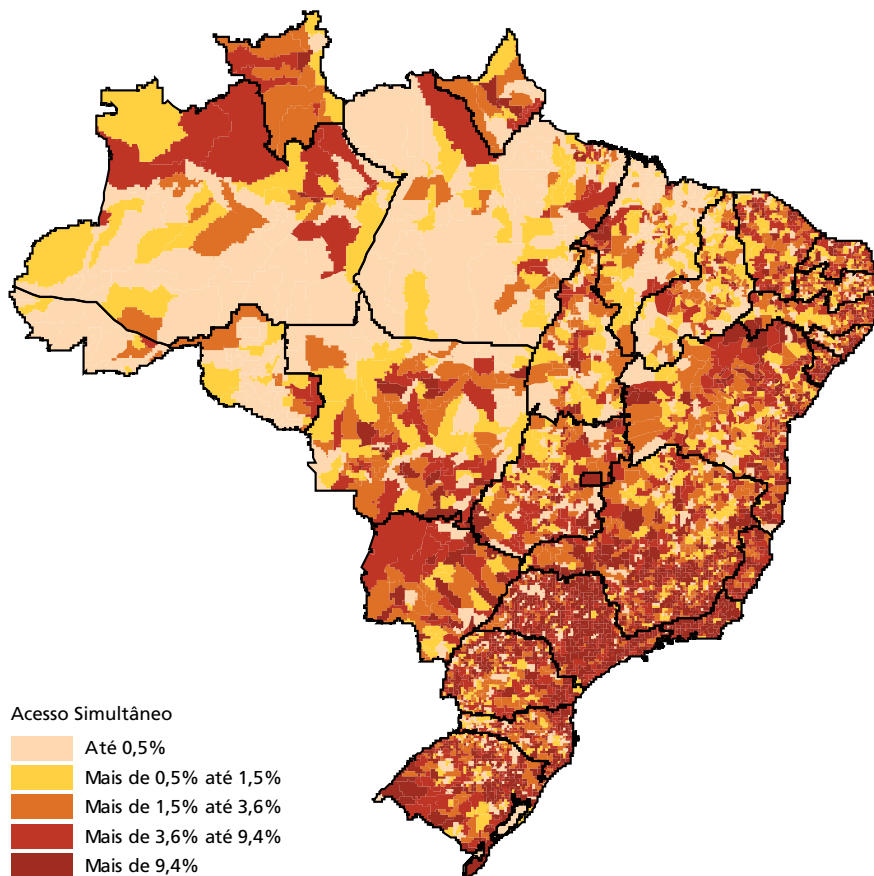 Acesso Simultâneo
Até 0,5%
Mais de 0,5% até 1,5%
Mais de 1,5% até 3,6%
Mais de 3,6% até 9,4%
Mais de 9,4%